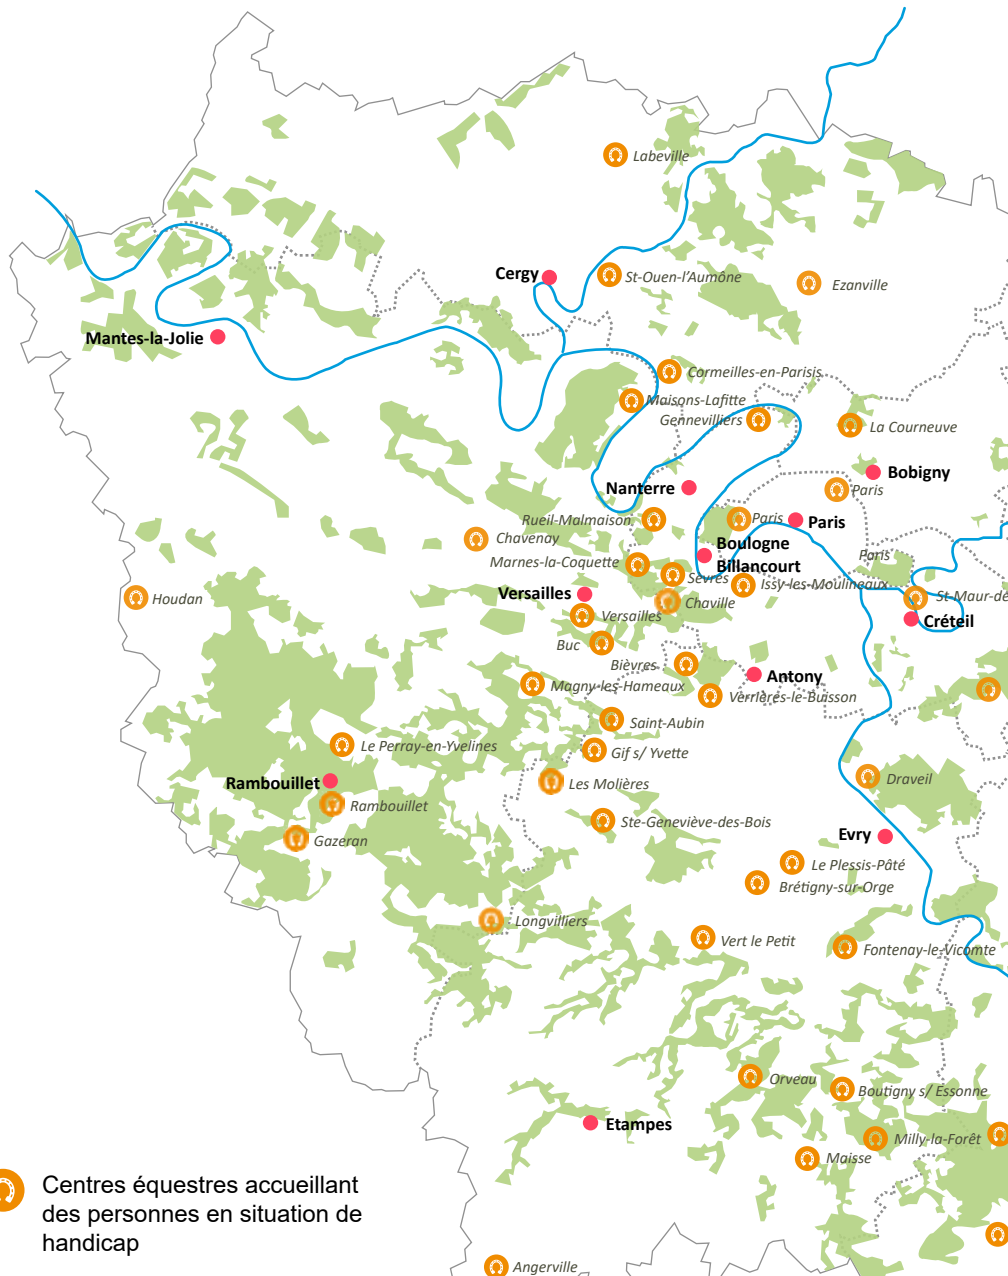 Labeville
Cergy
St-Ouen-l'Aumône
Ezanville
Mantes-la-Jolie
Cormeilles-en-Parisis
Maisons-Lafitte
Gennevilliers
La Courneuve
Bobigny
Nanterre
Paris
Rueil-Malmaison
Paris
Paris
Chavenay
Boulogne
Billancourt
Paris
Marnes-la-Coquette
Sèvres
Issy-les-Moulineaux
Houdan
Versailles
Chaville
St-Maur-de
Versailles
Créteil
Buc
Bièvres
Antony
Magny-les-Hameaux
Verrières-le-Buisson
Saint-Aubin
Le Perray-en-Yvelines
Gif s/ Yvette
Rambouillet
Les Molières
Draveil
Rambouillet
Ste-Geneviève-des-Bois
Gazeran
Evry
Le Plessis-Pâté
Brétigny-sur-Orge
Longvilliers
Vert le Petit
Fontenay-le-Vicomte
Orveau
Boutigny s/ Essonne
Etampes
Milly-la-Forêt
Maisse
Centres équestres accueillant
des personnes en situation de
handicap
Angerville